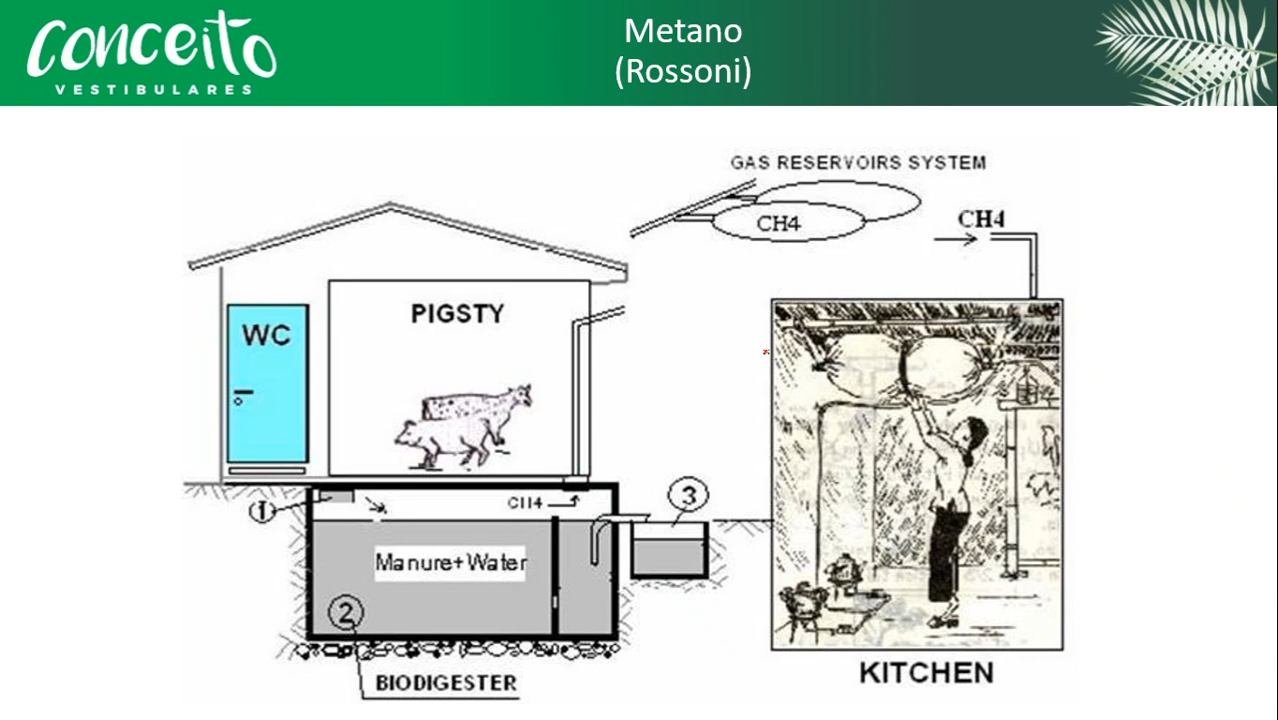 conceito
VESTIBULARES
Metano
(Rossoni)
GAS RESERVOIRS SYSTEM
CH4
CH4
WC
PIGSTY
1
CH4
3
Manure+Water
2
BIODIGESTER
KITCHEN